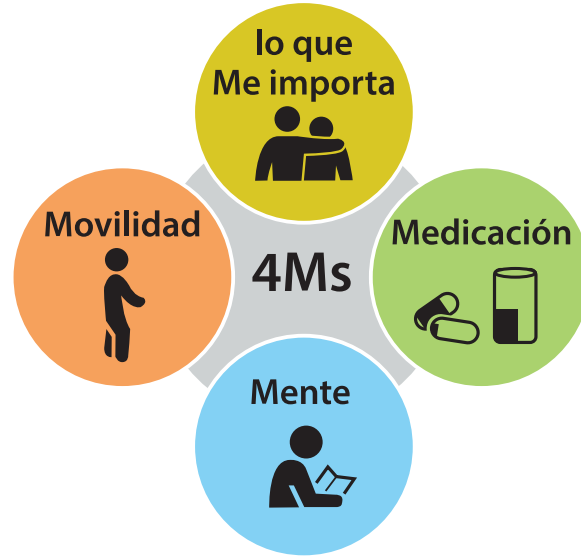 lo que
Me importa
Movilidad
4Ms
Medicación
Mente